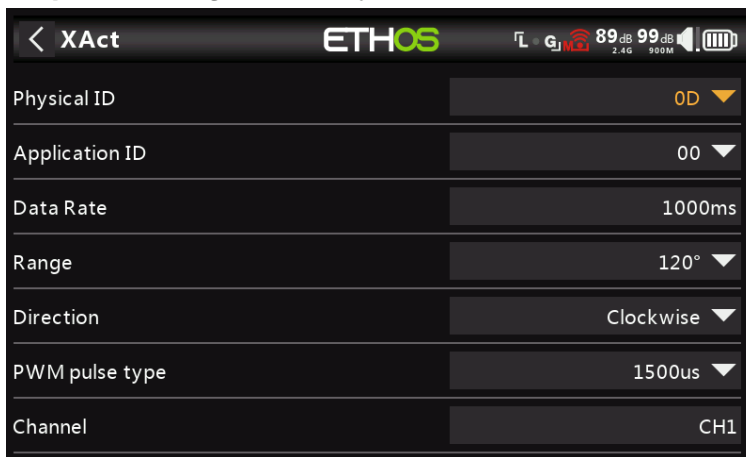 XAct ETHOS L G M 89dB 2.4G 99dB 900M
Physical ID 0D
Application ID 00
Data Rate 1000ms
Range 120°
Direction Clockwise
PWM pulse type 1500us
Channel CH1